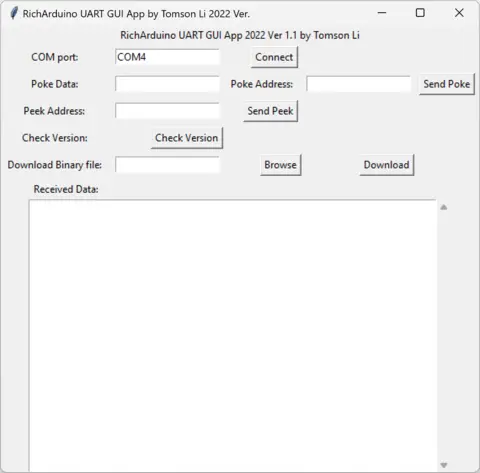 RichArduino UART GUI App by Tomson Li 2022 Ver.
RichArduino UART GUI App 2022 Ver 1.1 by Tomson Li
COM port: COM4 Connect
Poke Data: Poke Address: Send Poke
Peek Address: Send Peek
Check Version: Check Version
Download Binary file: Browse Download
Received Data: